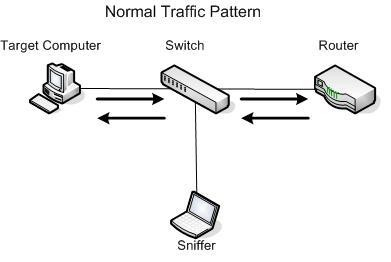 Normal Traffic Pattern
Target Computer
Switch
Router
Sniffer